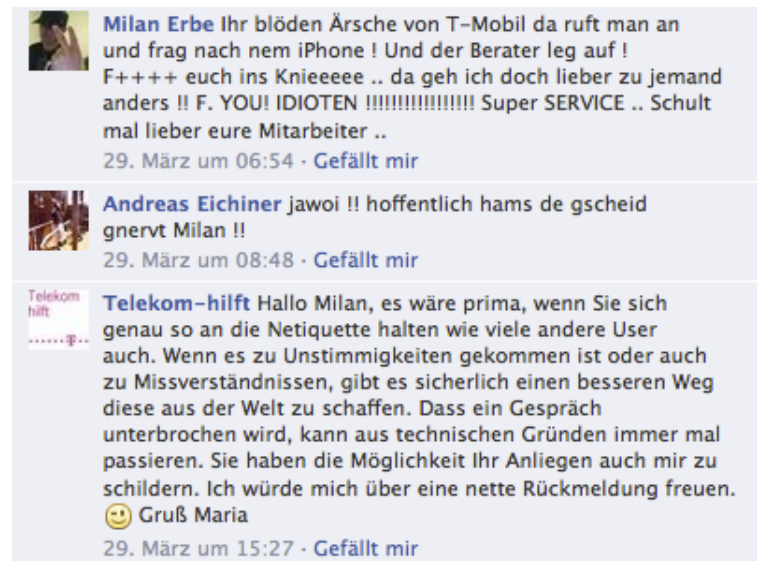 Milan Erbe Ihr blöden Ärsche von T-Mobil da ruft man an
und frag nach nem iPhone ! Und der Berater leg auf !
F++++ euch ins Knieeeee .. da geh ich doch lieber zu jemand
anders !! F. YOU! IDIOTEN !!!!!!!!!!!!!!!!! Super SERVICE .. Schult
mal lieber eure Mitarbeiter ..
29. März um 06:54 · Gefällt mir
Andreas Eichiner jawoi !! hoffentlich hams de gscheid
gnervt Milan !!
29. März um 08:48 · Gefällt mir
Telekom
hilft
Telekom-hilft Hallo Milan, es wäre prima, wenn Sie sich
genau so an die Netiquette halten wie viele andere User
auch. Wenn es zu Unstimmigkeiten gekommen ist oder auch
zu Missverständnissen, gibt es sicherlich einen besseren Weg
diese aus der Welt zu schaffen. Dass ein Gespräch
unterbrochen wird, kann aus technischen Gründen immer mal
passieren. Sie haben die Möglichkeit Ihr Anliegen auch mir zu
schildern. Ich würde mich über eine nette Rückmeldung freuen.
Gruß Maria
29. März um 15:27 · Gefällt mir